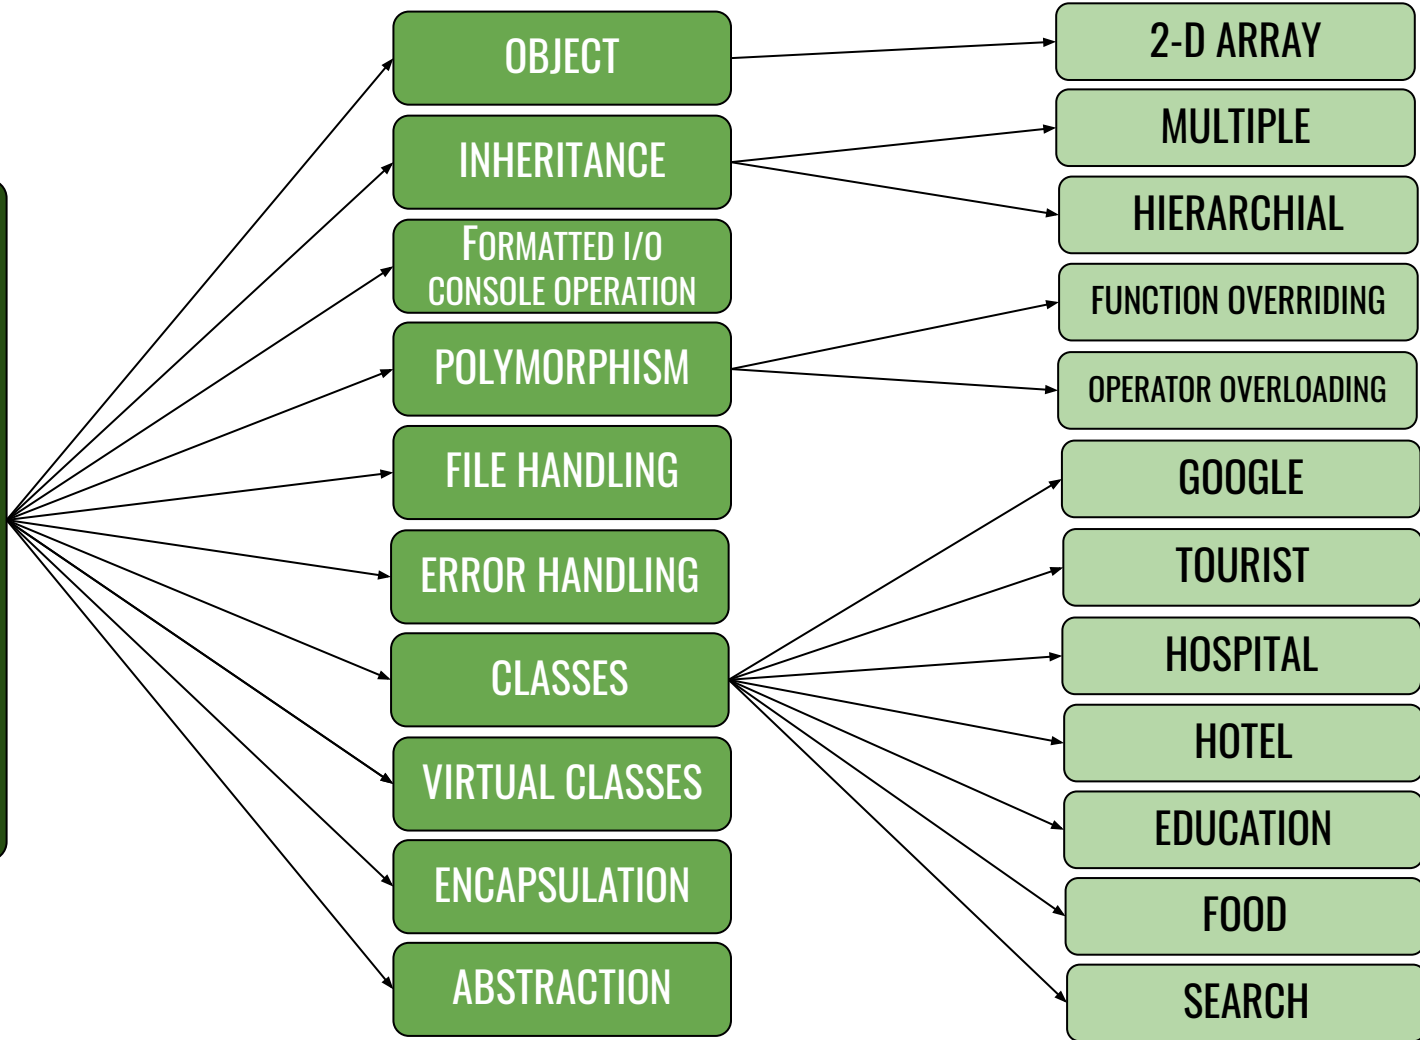 OBJECT
INHERITANCE
FORMATTED I/O
CONSOLE OPERATION
POLYMORPHISM
FILE HANDLING
ERROR HANDLING
CLASSES
VIRTUAL CLASSES
ENCAPSULATION
ABSTRACTION
2-D ARRAY
MULTIPLE
HIERARCHIAL
FUNCTION OVERRIDING
OPERATOR OVERLOADING
GOOGLE
TOURIST
HOSPITAL
HOTEL
EDUCATION
FOOD
SEARCH